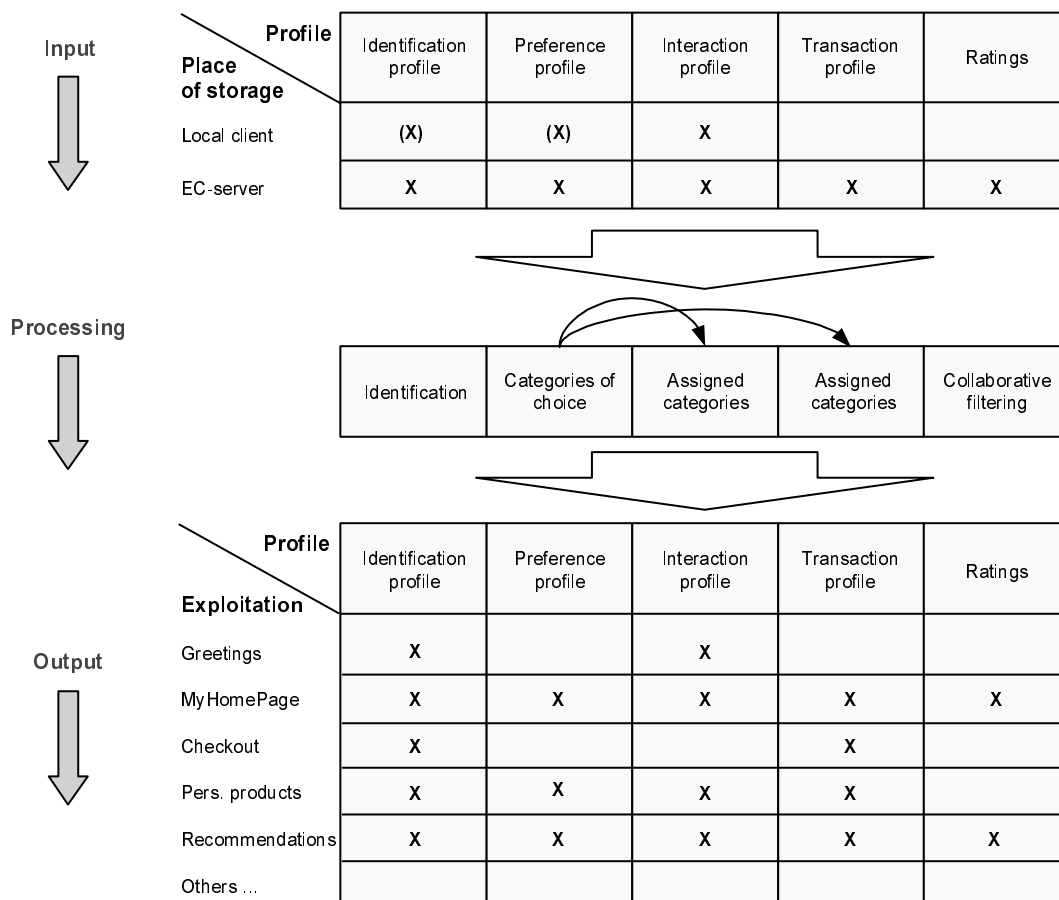 Input
Profile
Place
of storage
Identification
profile
Preference
profile
Interaction
profile
Transaction
profile
Ratings
Local client
(X)
(X)
X
EC-server
X
X
X
X
X
Processing
Identification
Categories of
choice
Assigned
categories
Assigned
categories
Collaborative
filtering
Output
Profile
Exploitation
Identification
profile
Preference
profile
Interaction
profile
Transaction
profile
Ratings
Greetings
X
X
MyHomePage
X
X
X
X
X
Checkout
X
X
Pers. products
X
X
X
X
Recommendations
X
X
X
X
X
Others ...